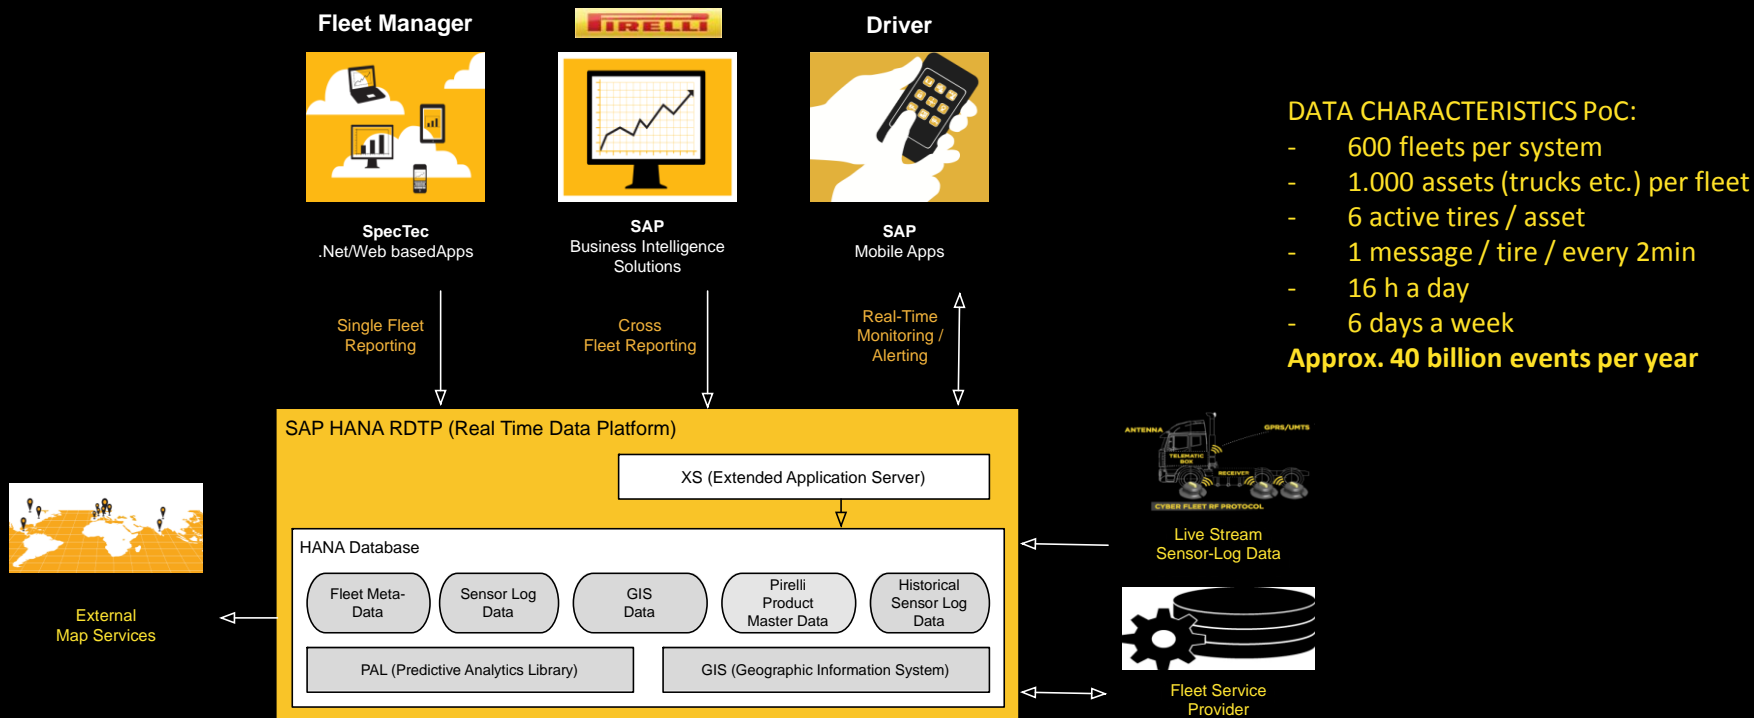 Fleet Manager
PIRELLI
Driver
SpecTec
.Net/Web basedApps
SAP
Business Intelligence
Solutions
SAP
Mobile Apps
Single Fleet
Reporting
Cross
Fleet Reporting
Real-Time
Monitoring /
Alerting
DATA CHARACTERISTICS PoC:
- 600 fleets per system
- 1.000 assets (trucks etc.) per fleet
- 6 active tires / asset
- 1 message / tire / every 2min
- 16 h a day
- 6 days a week
Approx. 40 billion events per year
SAP HANA RDTP (Real Time Data Platform)
XS (Extended Application Server)
HANA Database
Fleet Meta-
Data
Sensor Log
Data
GIS
Data
Pirelli
Product
Master Data
Historical
Sensor Log
Data
PAL (Predictive Analytics Library)
GIS (Geographic Information System)
External
Map Services
ANTENNA
GPRS/UMTS
TELEMATIC
BOX
RECEIVER
CYBER FLEET RF PROTOCOL
Live Stream
Sensor-Log Data
Fleet Service
Provider